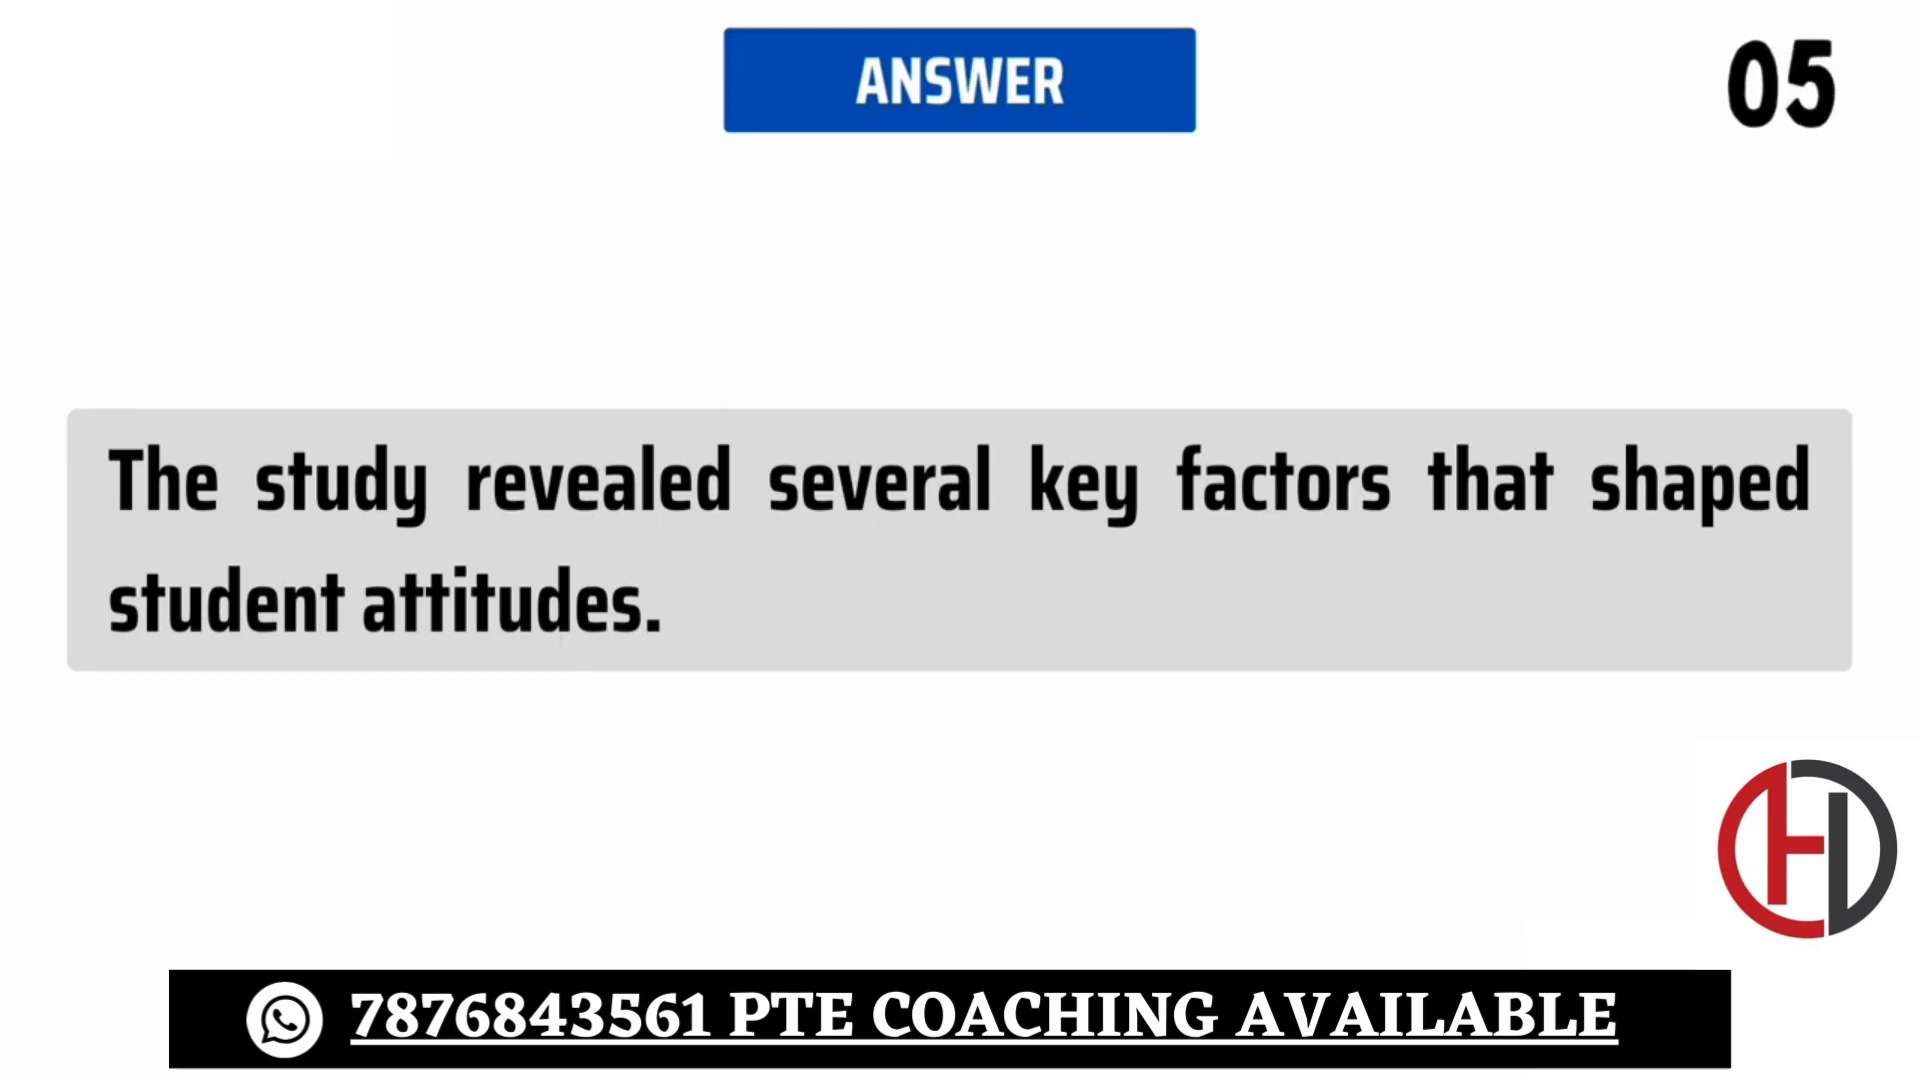 ANSWER
05
The study revealed several key factors that shaped
student attitudes.
7876843561 PTE COACHING AVAILABLE